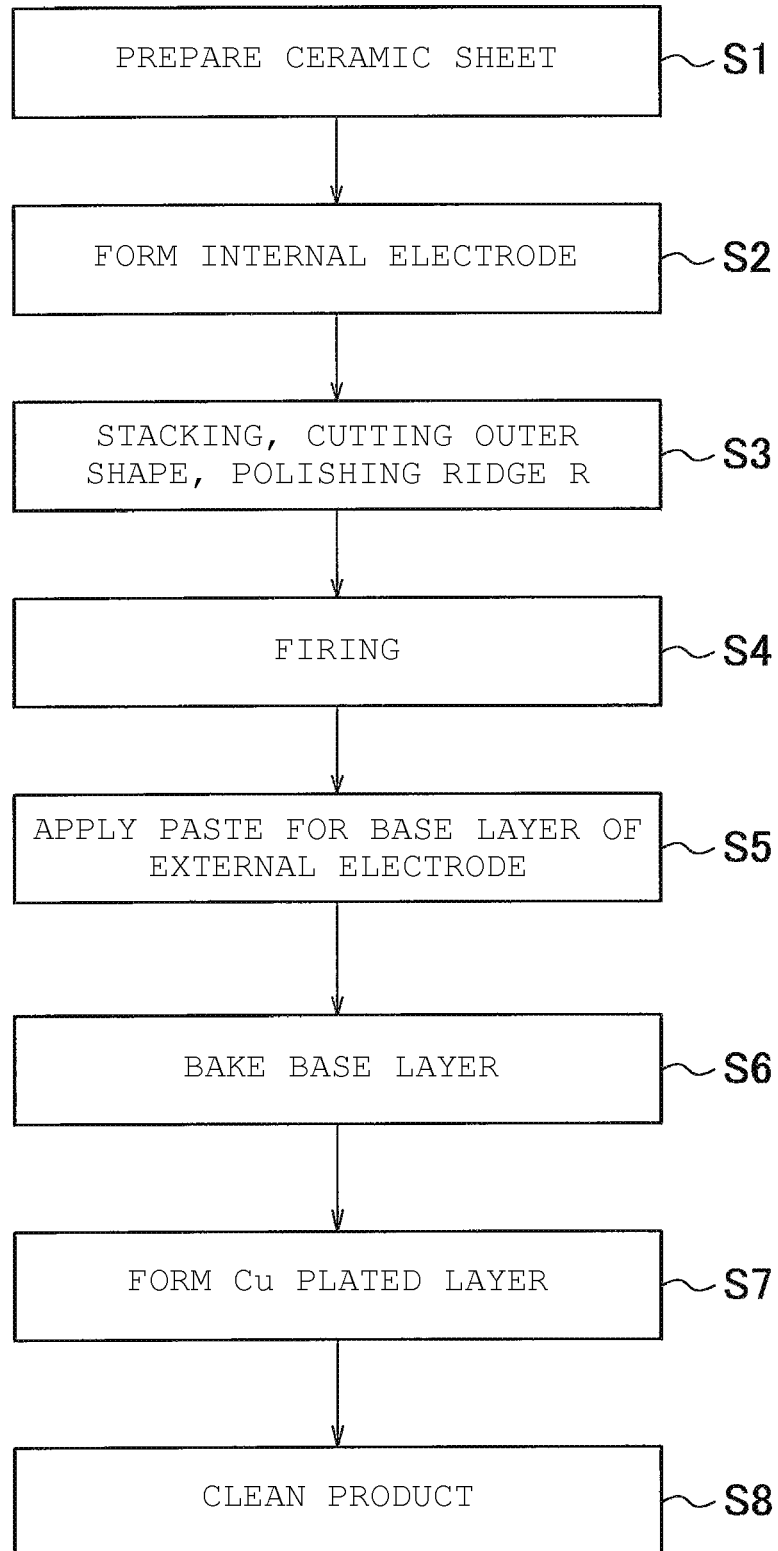 PREPARE CERAMIC SHEET
S1
FORM INTERNAL ELECTRODE
S2
STACKING, CUTTING OUTER
SHAPE, POLISHING RIDGE R
S3
FIRING
S4
APPLY PASTE FOR BASE LAYER OF
EXTERNAL ELECTRODE
S5
BAKE BASE LAYER
S6
FORM Cu PLATED LAYER
S7
CLEAN PRODUCT
S8